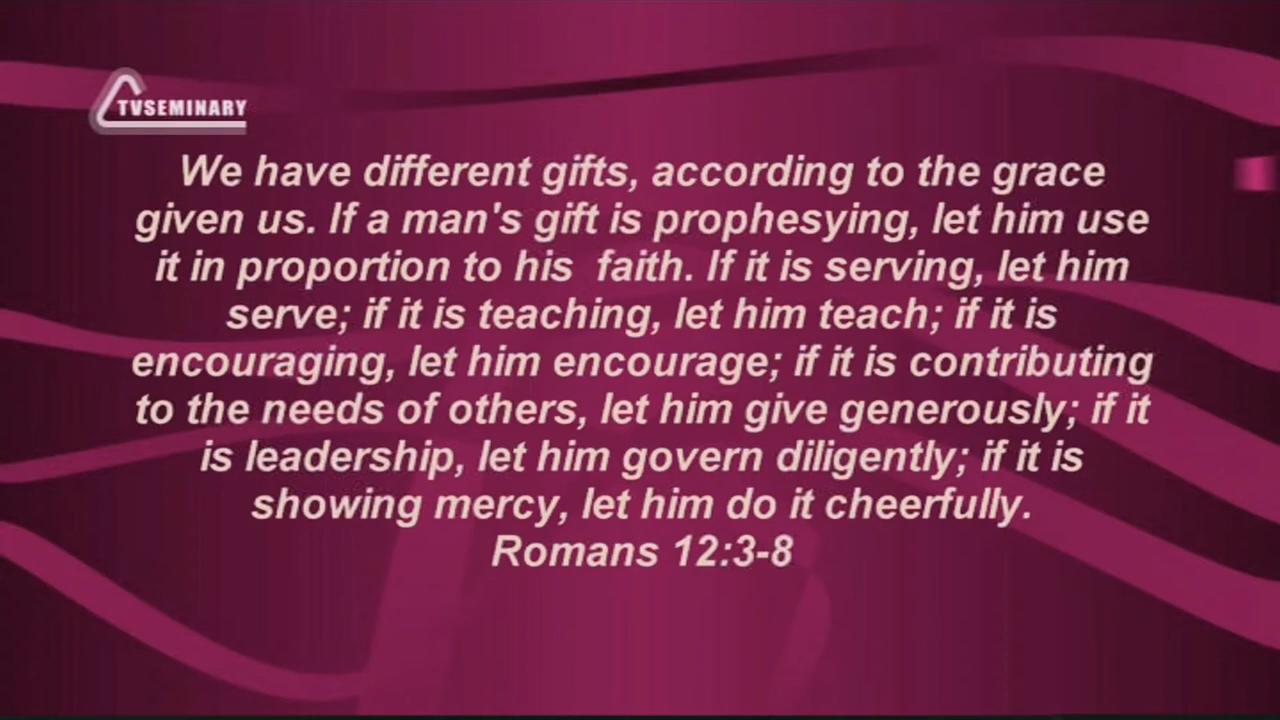 TVSEMINARY
We have different gifts, according to the grace
given us. If a man's gift is prophesying, let him use
it in proportion to his  faith. If it is serving, let him
serve; if it is teaching, let him teach; if it is
encouraging, let him encourage; if it is contributing
to the needs of others, let him give generously; if it
is leadership, let him govern diligently; if it is
showing mercy, let him do it cheerfully.
Romans 12:3-8